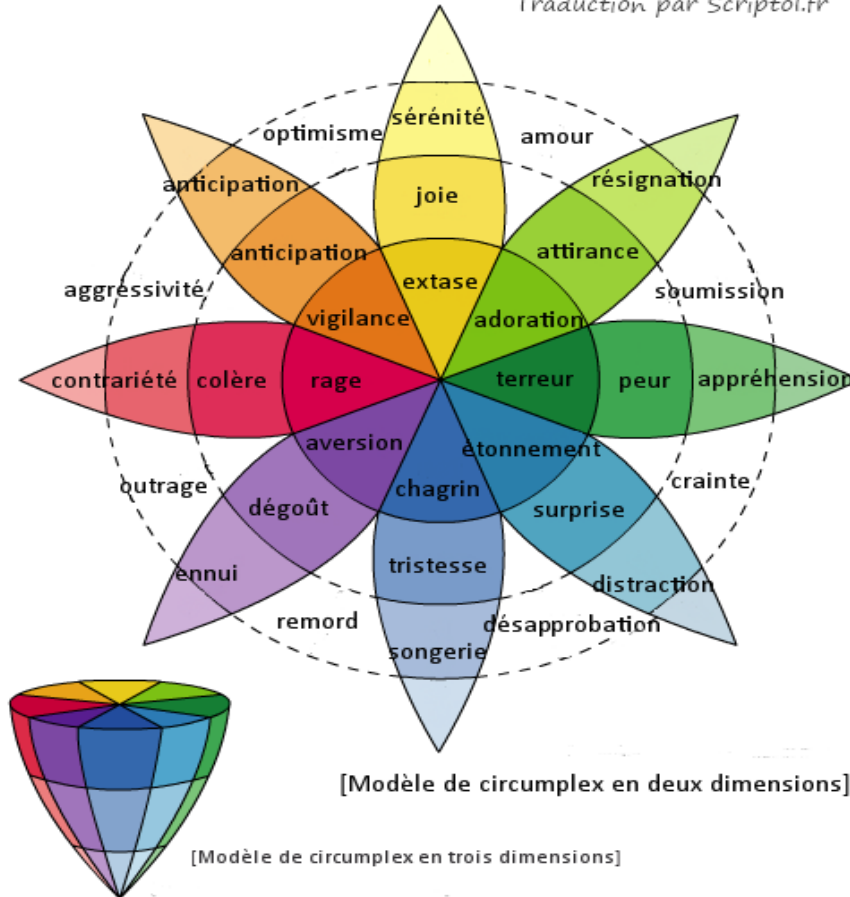 Traduction par Scriptol.fr
sérénité
optimisme
amour
anticipation
résignation
joie
anticipation
attirance
extase
aggréssivité
soumission
vigilance
adoration
contrariété
colère
rage
terreur
peur
appréhension
aversion
étonnement
outrage
chagrin
crainte
dégoût
surprise
tristesse
ennui
distraction
remord
désapprobation
songerie
[Modèle de circumplex en deux dimensions]
[Modèle de circumplex en trois dimensions]